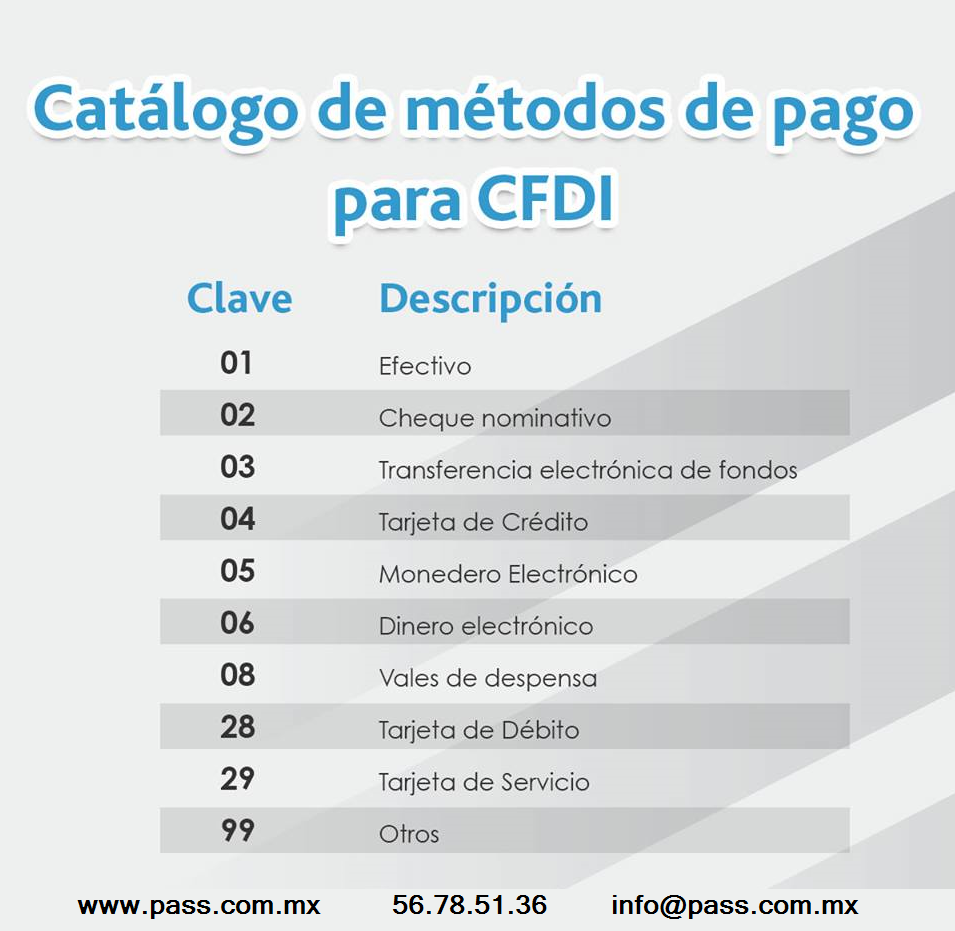 Catálogo de métodos de pago
para CFDI
Clave Descripción
01 Efectivo
02 Cheque nominativo
03 Transferencia electrónica de fondos
04 Tarjeta de Crédito
05 Monedero Electrónico
06 Dinero electrónico
08 Vales de despensa
28 Tarjeta de Débito
29 Tarjeta de Servicio
99 Otros
www.pass.com.mx 56.78.51.36 info@pass.com.mx